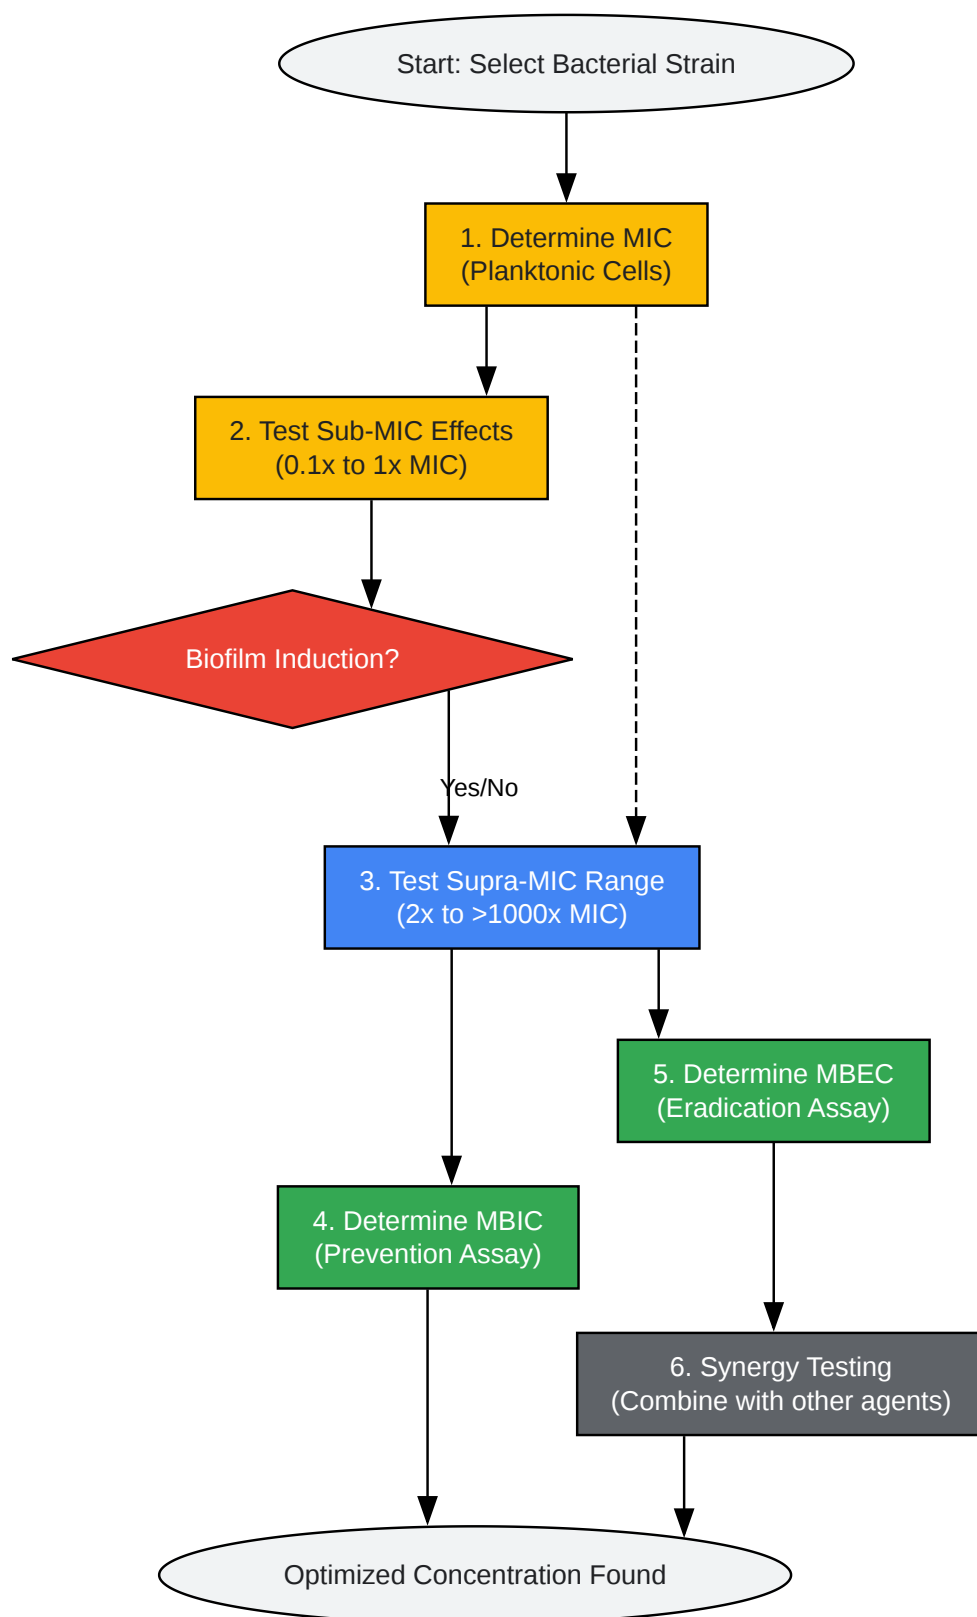 Start: Select Bacterial Strain
1. Determine MIC
(Planktonic Cells)
2. Test Sub-MIC Effects
(0.1x to 1x MIC)
Biofilm Induction?
Yes/No
3. Test Supra-MIC Range
(2x to >1000x MIC)
5. Determine MBEC
(Eradication Assay)
4. Determine MBIC
(Prevention Assay)
6. Synergy Testing
(Combine with other agents)
Optimized Concentration Found